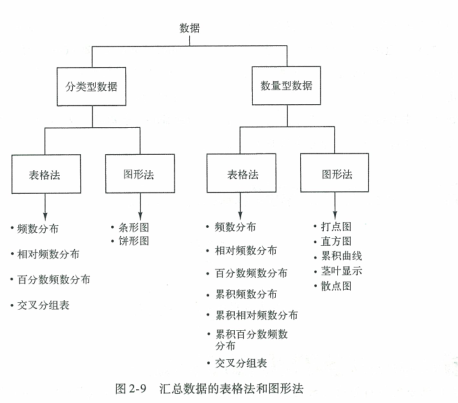 数据
分类型数据
数量型数据
表格法
图形法
表格法
图形法
• 频数分布
• 相对频数分布
• 百分数频数分布
• 交叉分组表
• 条形图
• 饼形图
• 频数分布
• 相对频数分布
• 百分数频数分布
• 累积频数分布
• 累积相对频数分布
• 累积百分数频数
分布
• 交叉分组表
• 打点图
• 直方图
• 累积曲线
• 茎叶显示
• 散点图
图 2-9 汇总数据的表格法和图形法